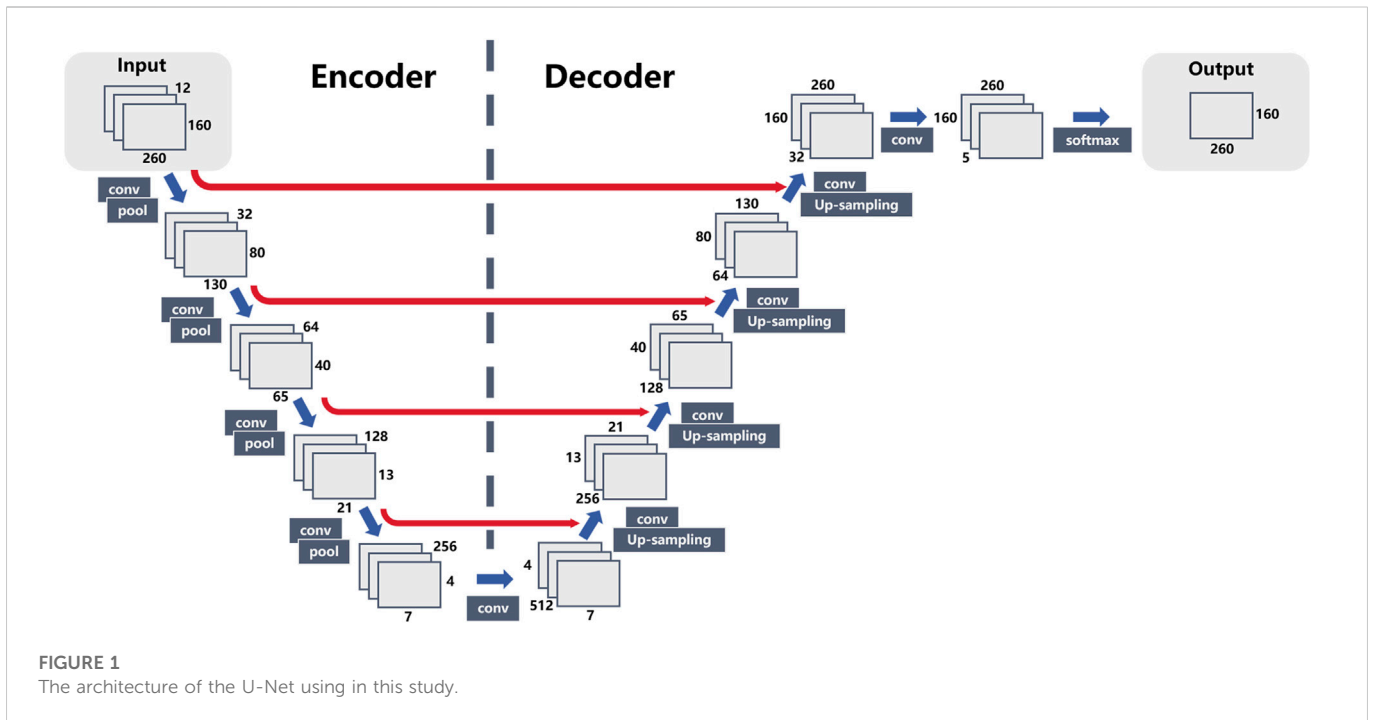 Input
12
160
260
Encoder
Decoder
conv
pool
32
80
130
conv
pool
64
40
65
conv
pool
128
13
21
conv
pool
256
4
7
conv
4
512
7
conv
Up-sampling
21
13
256
conv
Up-sampling
65
40
128
conv
Up-sampling
130
80
64
conv
Up-sampling
260
160
32
conv
260
160
5
softmax
Output
160
260
FIGURE 1
The architecture of the U-Net using in this study.